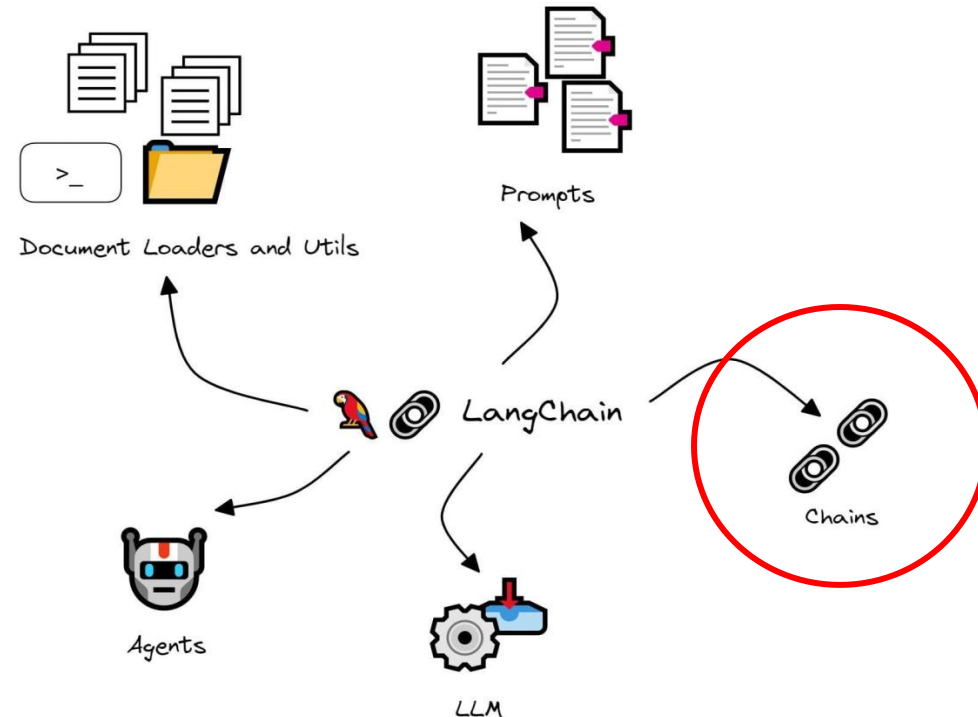 Prompts
>_
Document Loaders and Utils
LangChain
Chains
Agents
LLM